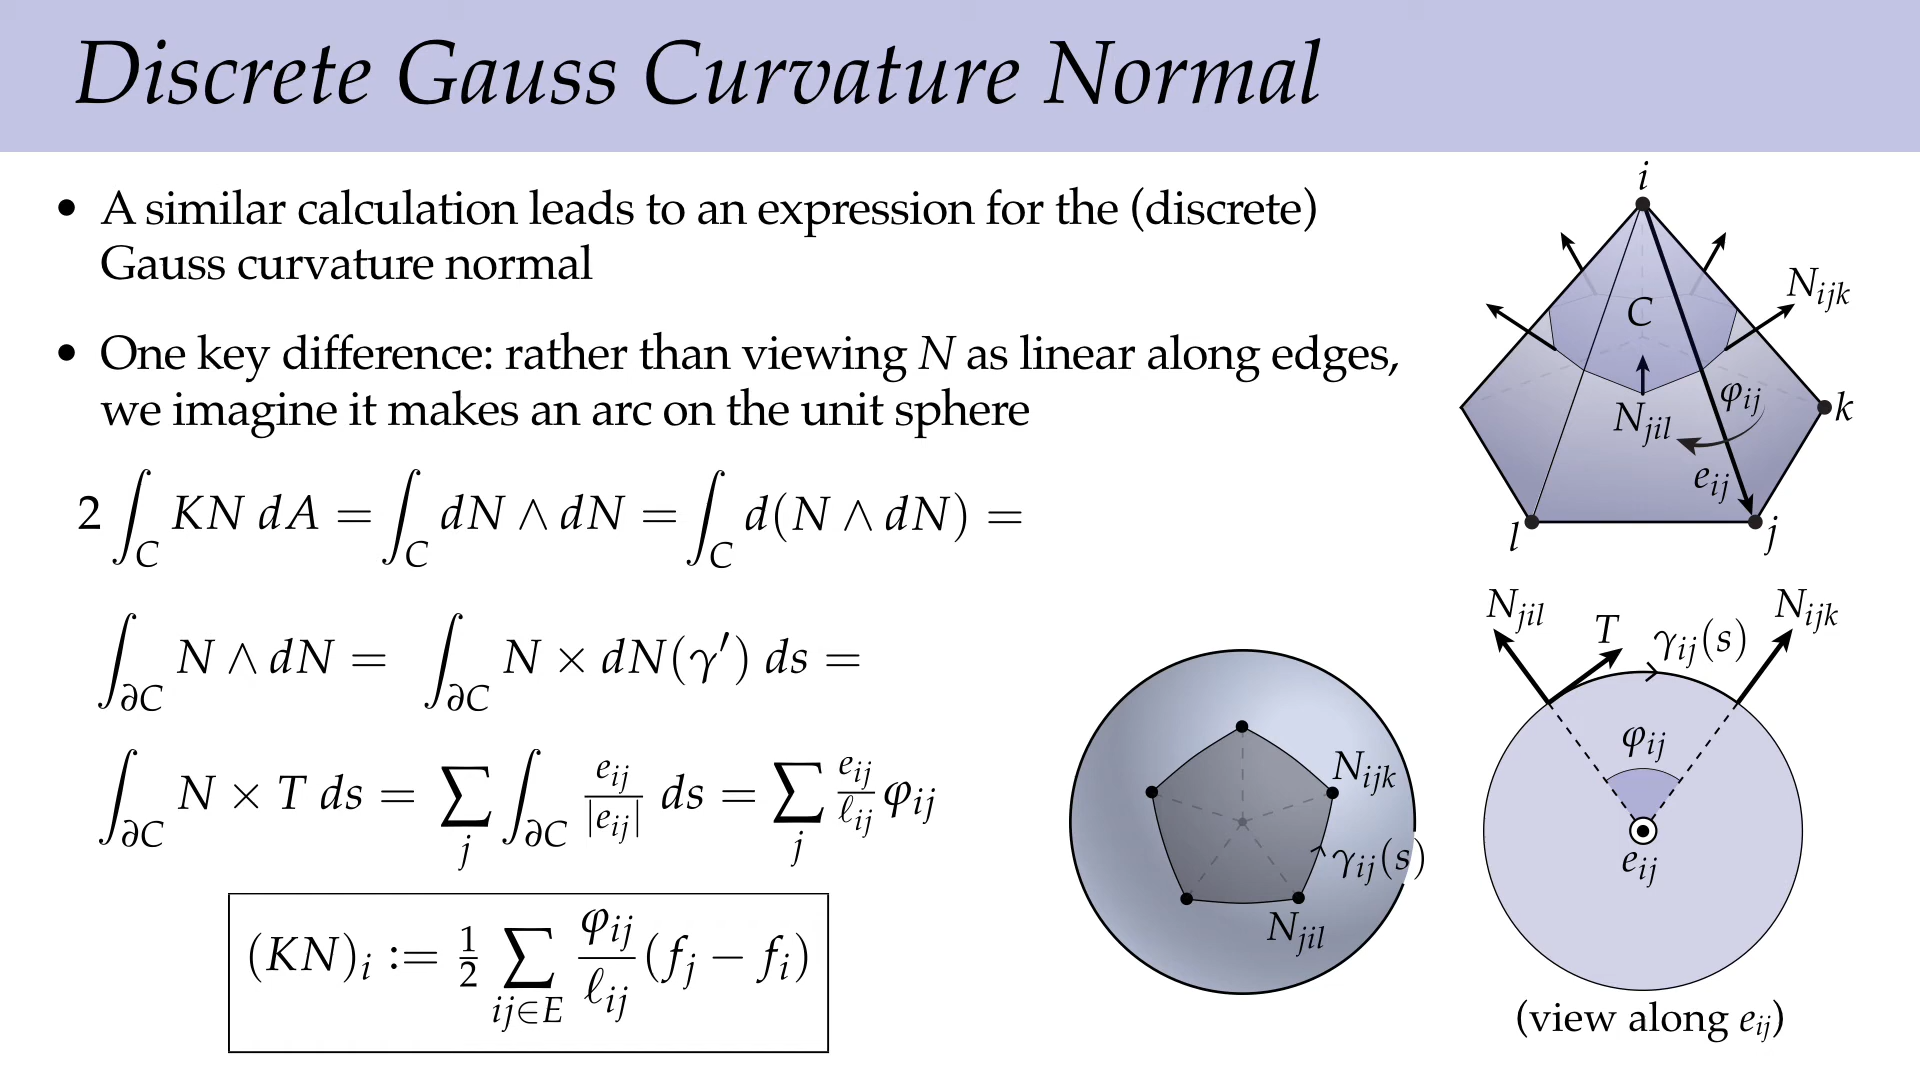 Discrete Gauss Curvature Normal
• A similar calculation leads to an expression for the (discrete)
Gauss curvature normal
• One key difference: rather than viewing N as linear along edges,
we imagine it makes an arc on the unit sphere
2 ∫_C KN dA = ∫_C dN ∧ dN = ∫_C d(N ∧ dN) =
∫_∂C N ∧ dN = ∫_∂C N × dN(γ′) ds =
∫_∂C N × T ds = ∑_j ∫_∂C e_ij/|e_ij| ds = ∑_j e_ij/ℓ_ij φ_ij
(KN)_i := 1/2 ∑_{ij∈E} φ_ij/ℓ_ij (f_j − f_i)
i
N_ijk
C
φ_ij
N_jil
k
e_ij
l
j
N_ijk
γ_ij(s)
N_jil
N_jil
T
γ_ij(s)
N_ijk
φ_ij
e_ij
(view along e_ij)